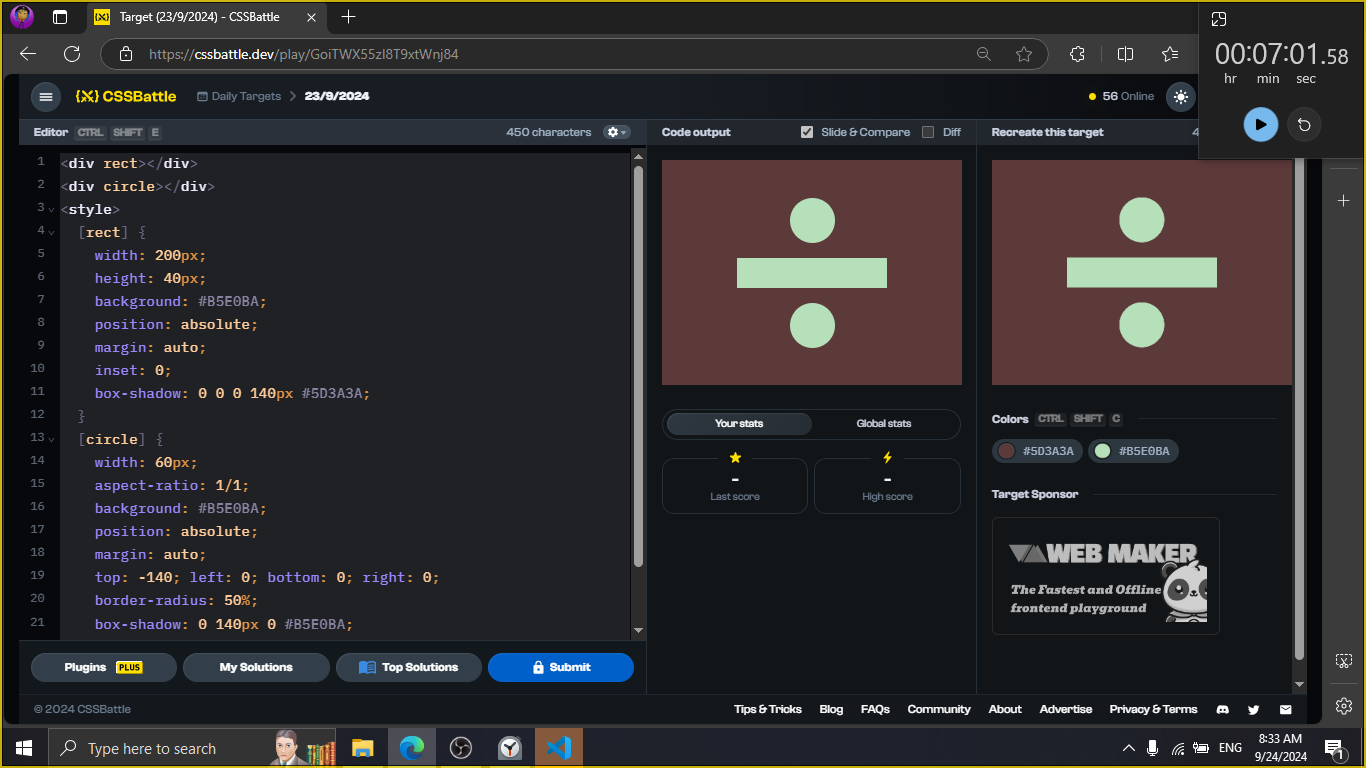 Target (23/9/2024) - CSSBattle
https://cssbattle.dev/play/GoiTWX55zI8T9xtWnj84
00:07:01.58
hr min sec
{X} CSSBattle
Daily Targets > 23/9/2024
56 Online
Editor CTRL SHIFT E
450 characters
Code output
Slide & Compare
Diff
Recreate this target
1 <div rect></div>
2 <div circle></div>
3 <style>
4 [rect] {
5 width: 200px;
6 height: 40px;
7 background: #B5E0BA;
8 position: absolute;
9 margin: auto;
10 inset: 0;
11 box-shadow: 0 0 0 140px #5D3A3A;
12 }
13 [circle] {
14 width: 60px;
15 aspect-ratio: 1/1;
16 background: #B5E0BA;
17 position: absolute;
18 margin: auto;
19 top: -140; left: 0; bottom: 0; right: 0;
20 border-radius: 50%;
21 box-shadow: 0 140px 0 #B5E0BA;
Your stats
Global stats
-
Last score
-
High score
Colors CTRL SHIFT C
#5D3A3A
#B5E0BA
Target Sponsor
WEB MAKER
The Fastest and Offline
frontend playground
Plugins PLUS
My Solutions
Top Solutions
Submit
© 2024 CSSBattle
Tips & Tricks
Blog
FAQs
Community
About
Advertise
Privacy & Terms
Type here to search
ENG
8:33 AM
9/24/2024
1